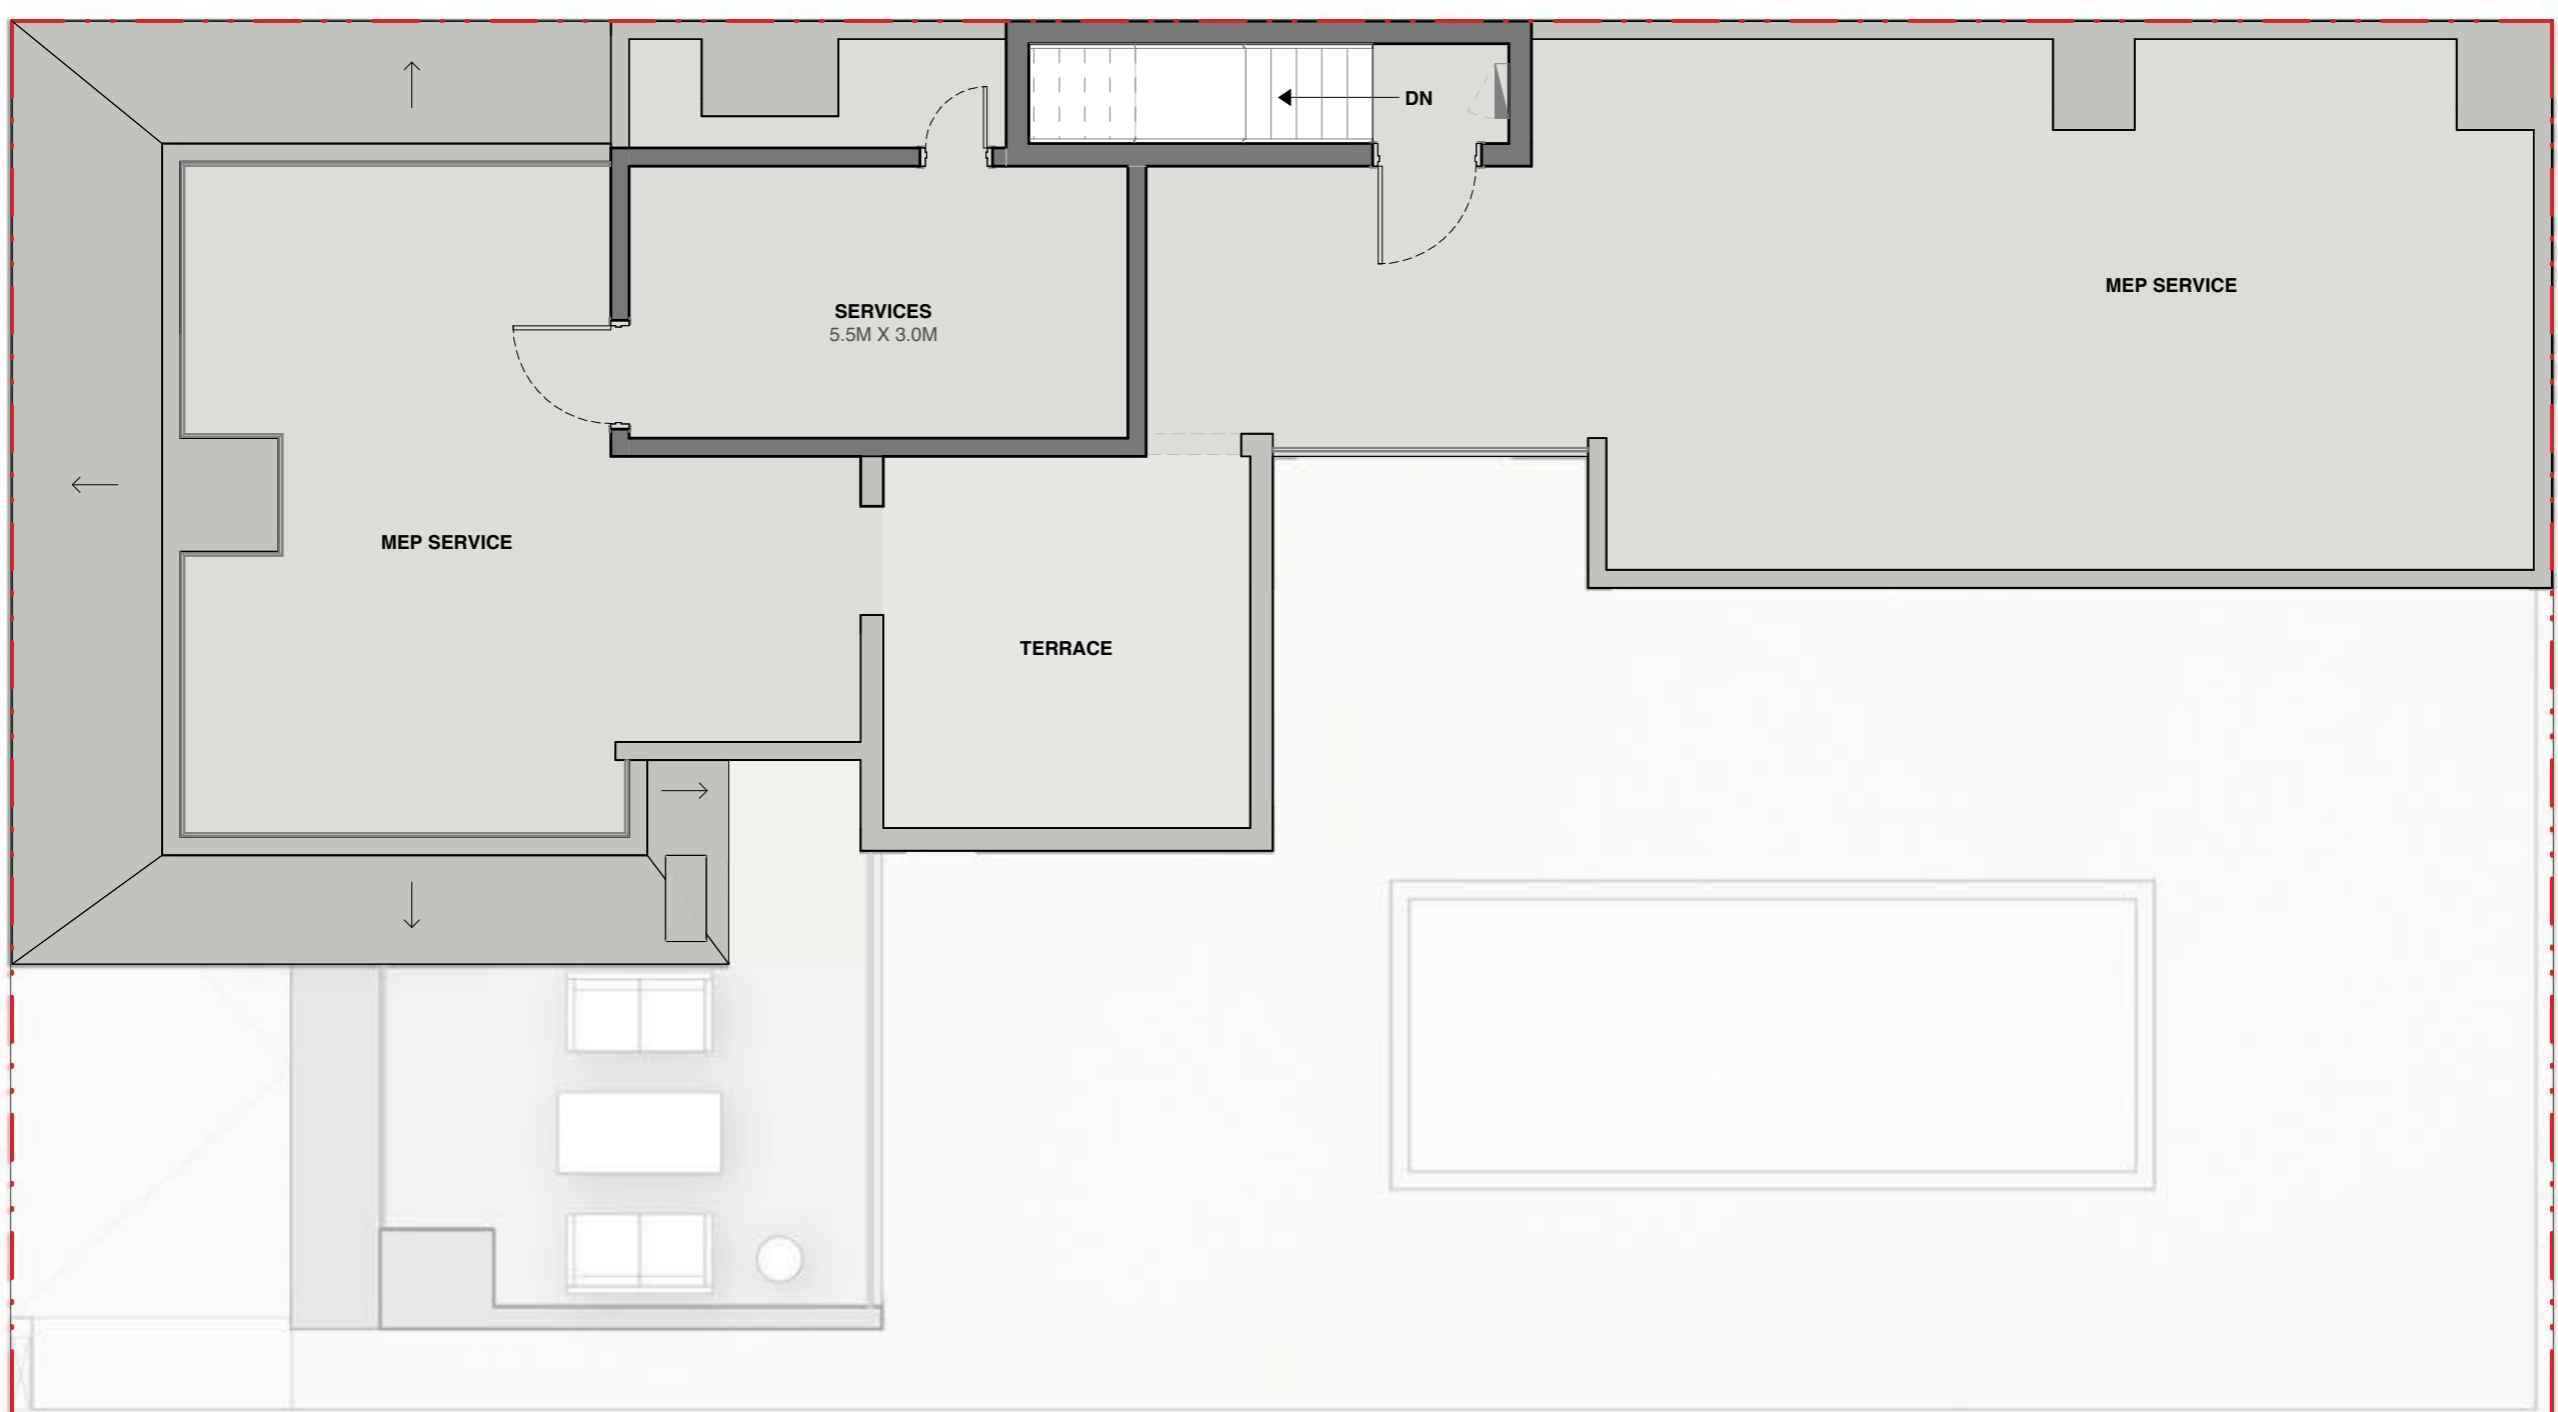 DN
MEP SERVICE
SERVICES
5.5M X 3.0M
MEP SERVICE
TERRACE